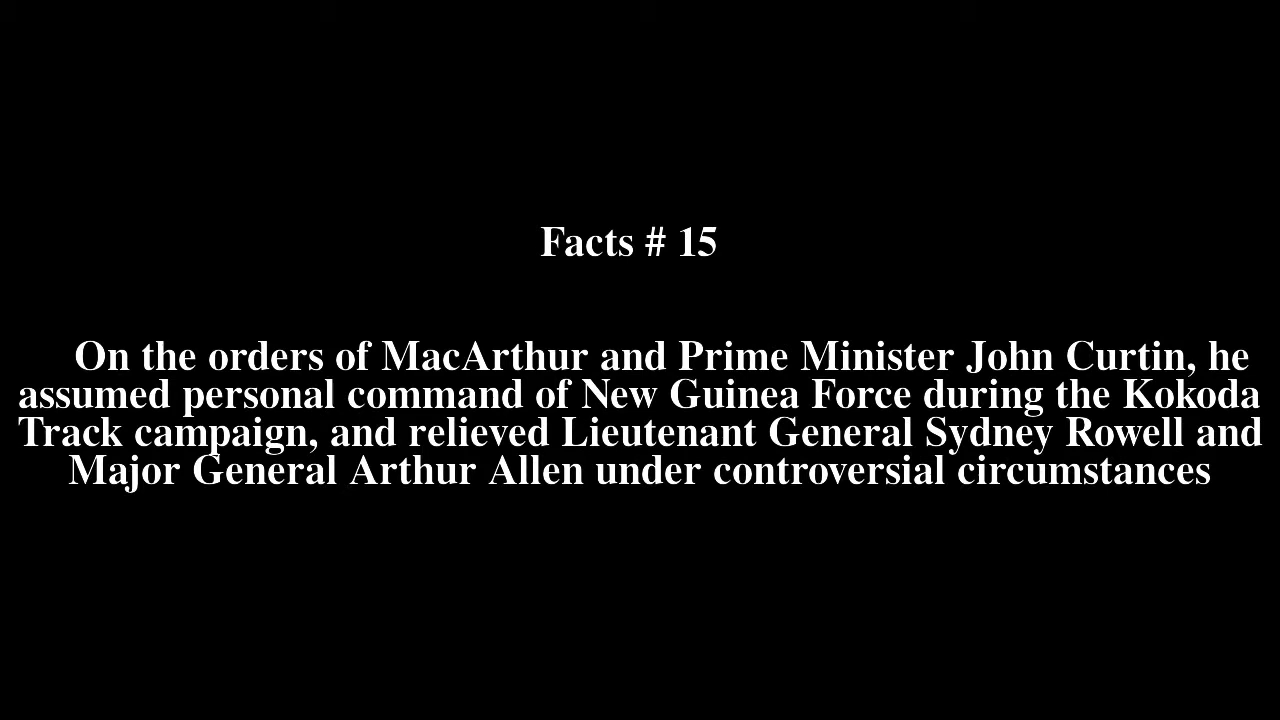 Facts # 15
On the orders of MacArthur and Prime Minister John Curtin, he
assumed personal command of New Guinea Force during the Kokoda
Track campaign, and relieved Lieutenant General Sydney Rowell and
Major General Arthur Allen under controversial circumstances